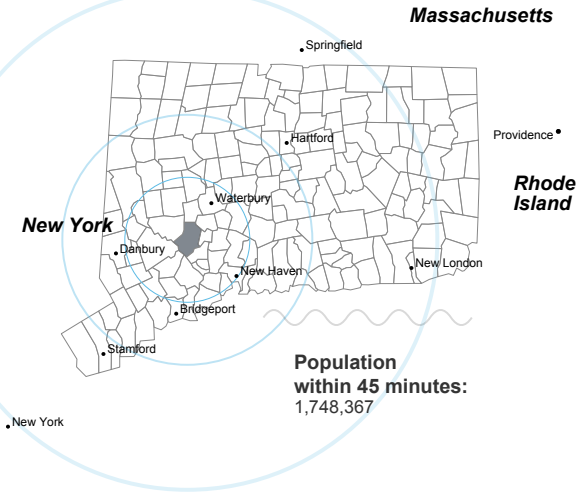 Massachusetts
Springfield
Providence
Hartford
Rhode
Island
Waterbury
New York
Danbury
New London
New Haven
Bridgeport
Stamford
Population
within 45 minutes:
1,748,367
New York